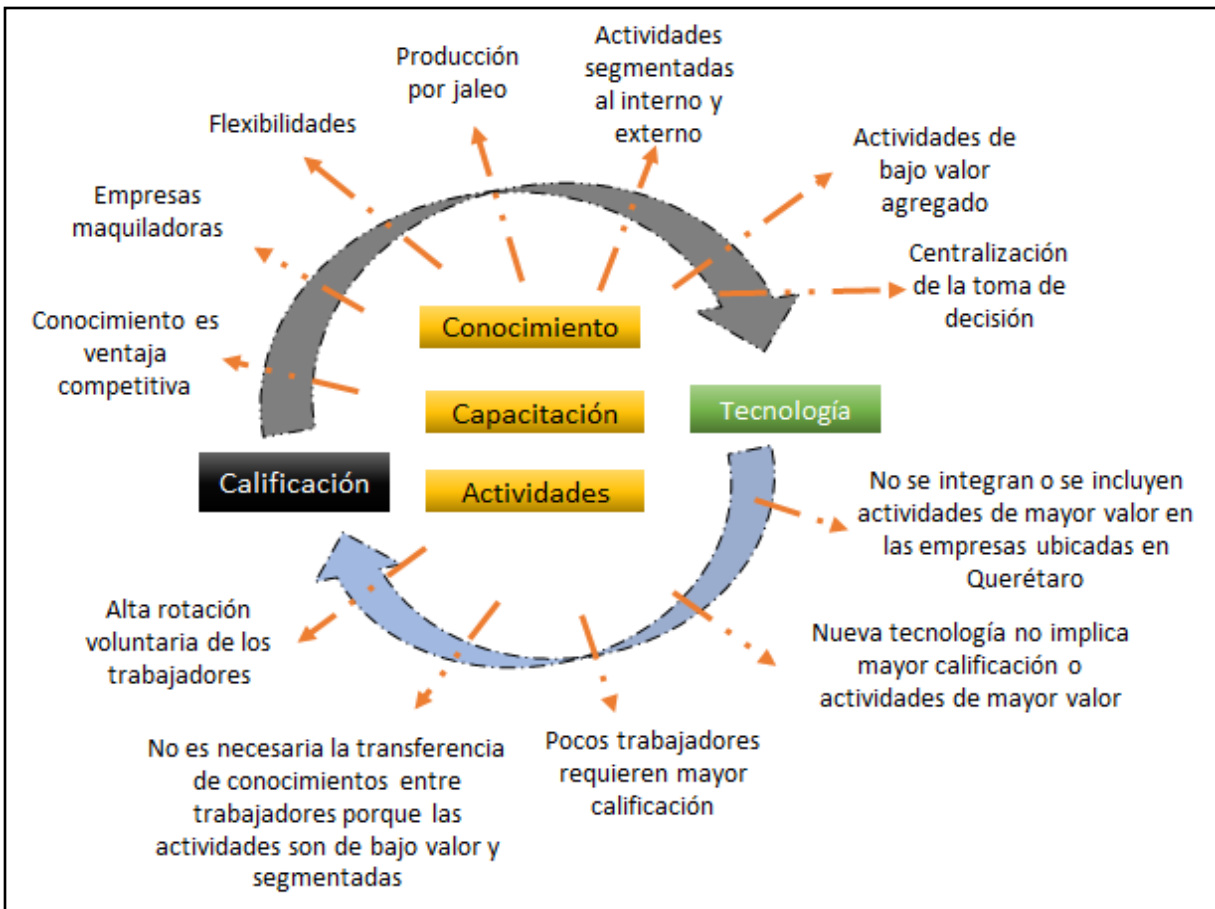 Producción
por jaleo
Actividades
segmentadas
al interno y
externo
Flexibilidades
Actividades de
bajo valor
agregado
Empresas
maquiladoras
Centralización
de la toma de
decisión
Conocimiento es
ventaja
competitiva
Conocimiento
Capacitación
Actividades
Tecnología
Calificación
No se integran o se incluyen
actividades de mayor valor en
las empresas ubicadas en
Querétaro
Nueva tecnología no implica
mayor calificación o
actividades de mayor valor
Pocos trabajadores
requieren mayor
calificación
No es necesaria la transferencia
de conocimientos entre
trabajadores porque las
actividades son de bajo valor y
segmentadas
Alta rotación
voluntaria de los
trabajadores